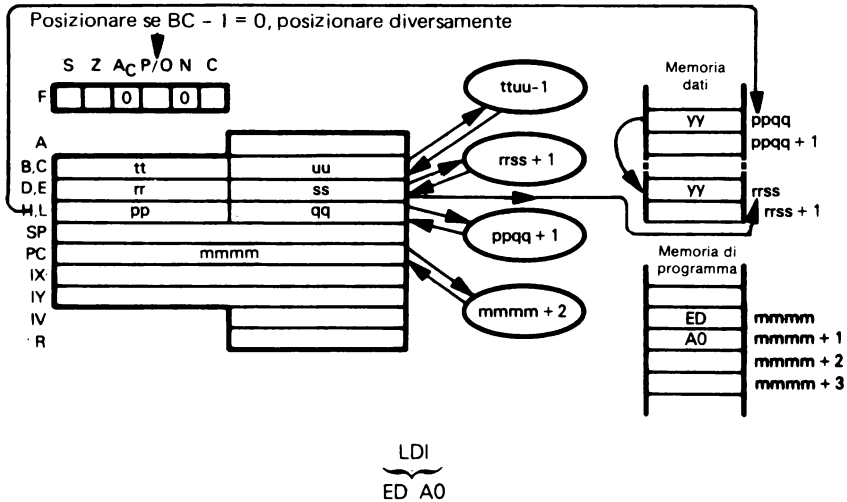 Posizionare se BC - 1 = 0, posizionare diversamente
S Z AC P/O N C
F 0 0
A
B,C tt uu
D,E rr ss
H,L pp qq
SP
PC mmmm
IX
IY
IV
R
ttuu-1
rrss + 1
ppqq + 1
mmmm + 2
Memoria
dati
yy ppqq
ppqq + 1
yy rrss
rrss + 1
Memoria di
programma
ED mmmm
A0 mmmm + 1
mmmm + 2
mmmm + 3
LDI
ED A0